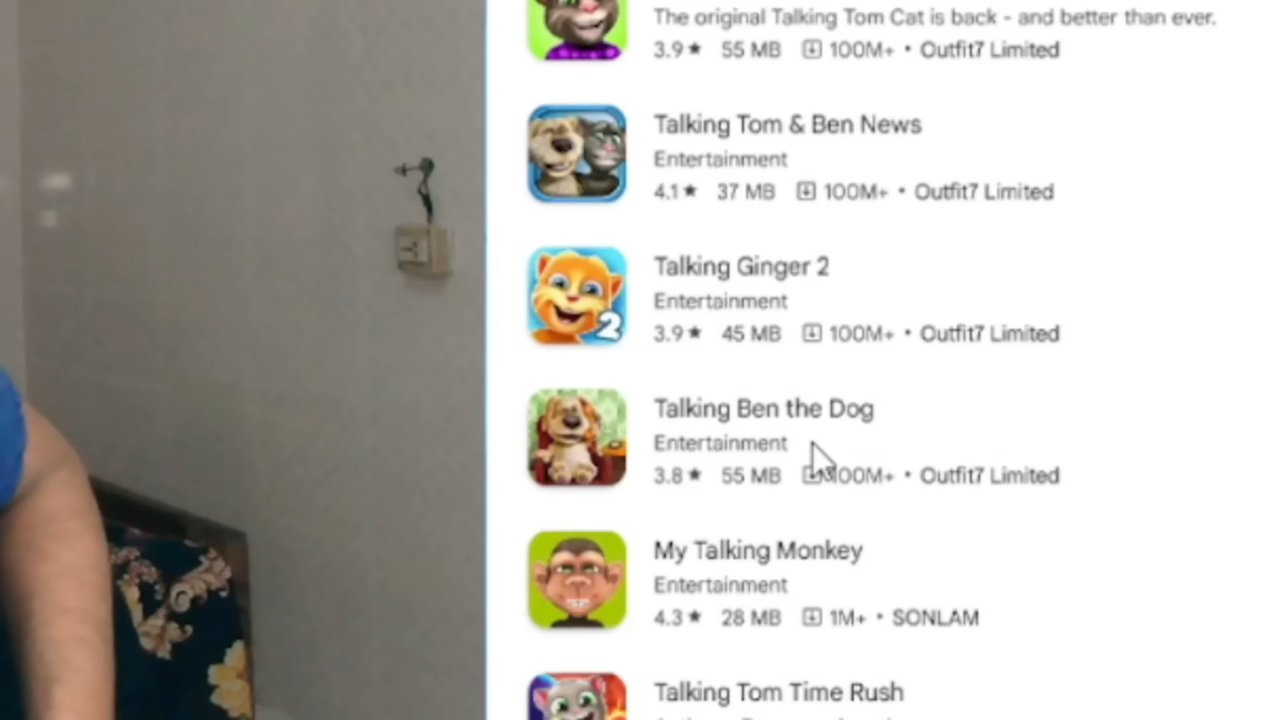 The original Talking Tom Cat is back - and better than ever.
3.9★ 55 MB 100M+ • Outfit7 Limited
Talking Tom & Ben News
Entertainment
4.1★ 37 MB 100M+ • Outfit7 Limited
Talking Ginger 2
Entertainment
3.9★ 45 MB 100M+ • Outfit7 Limited
2
Talking Ben the Dog
Entertainment
3.8★ 55 MB 100M+ • Outfit7 Limited
My Talking Monkey
Entertainment
4.3★ 28 MB 1M+ • SONLAM
Talking Tom Time Rush